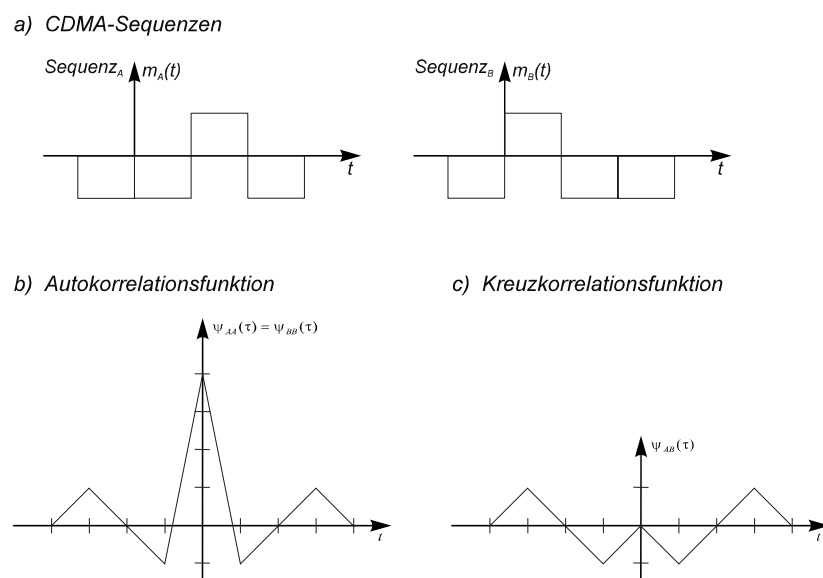 a) CDMA-Sequenzen
Sequenz_A m_A(t)
t
Sequenz_B m_B(t)
t
b) Autokorrelationsfunktion
ψ_AA(τ) = ψ_BB(τ)
t
c) Kreuzkorrelationsfunktion
ψ_AB(τ)
t